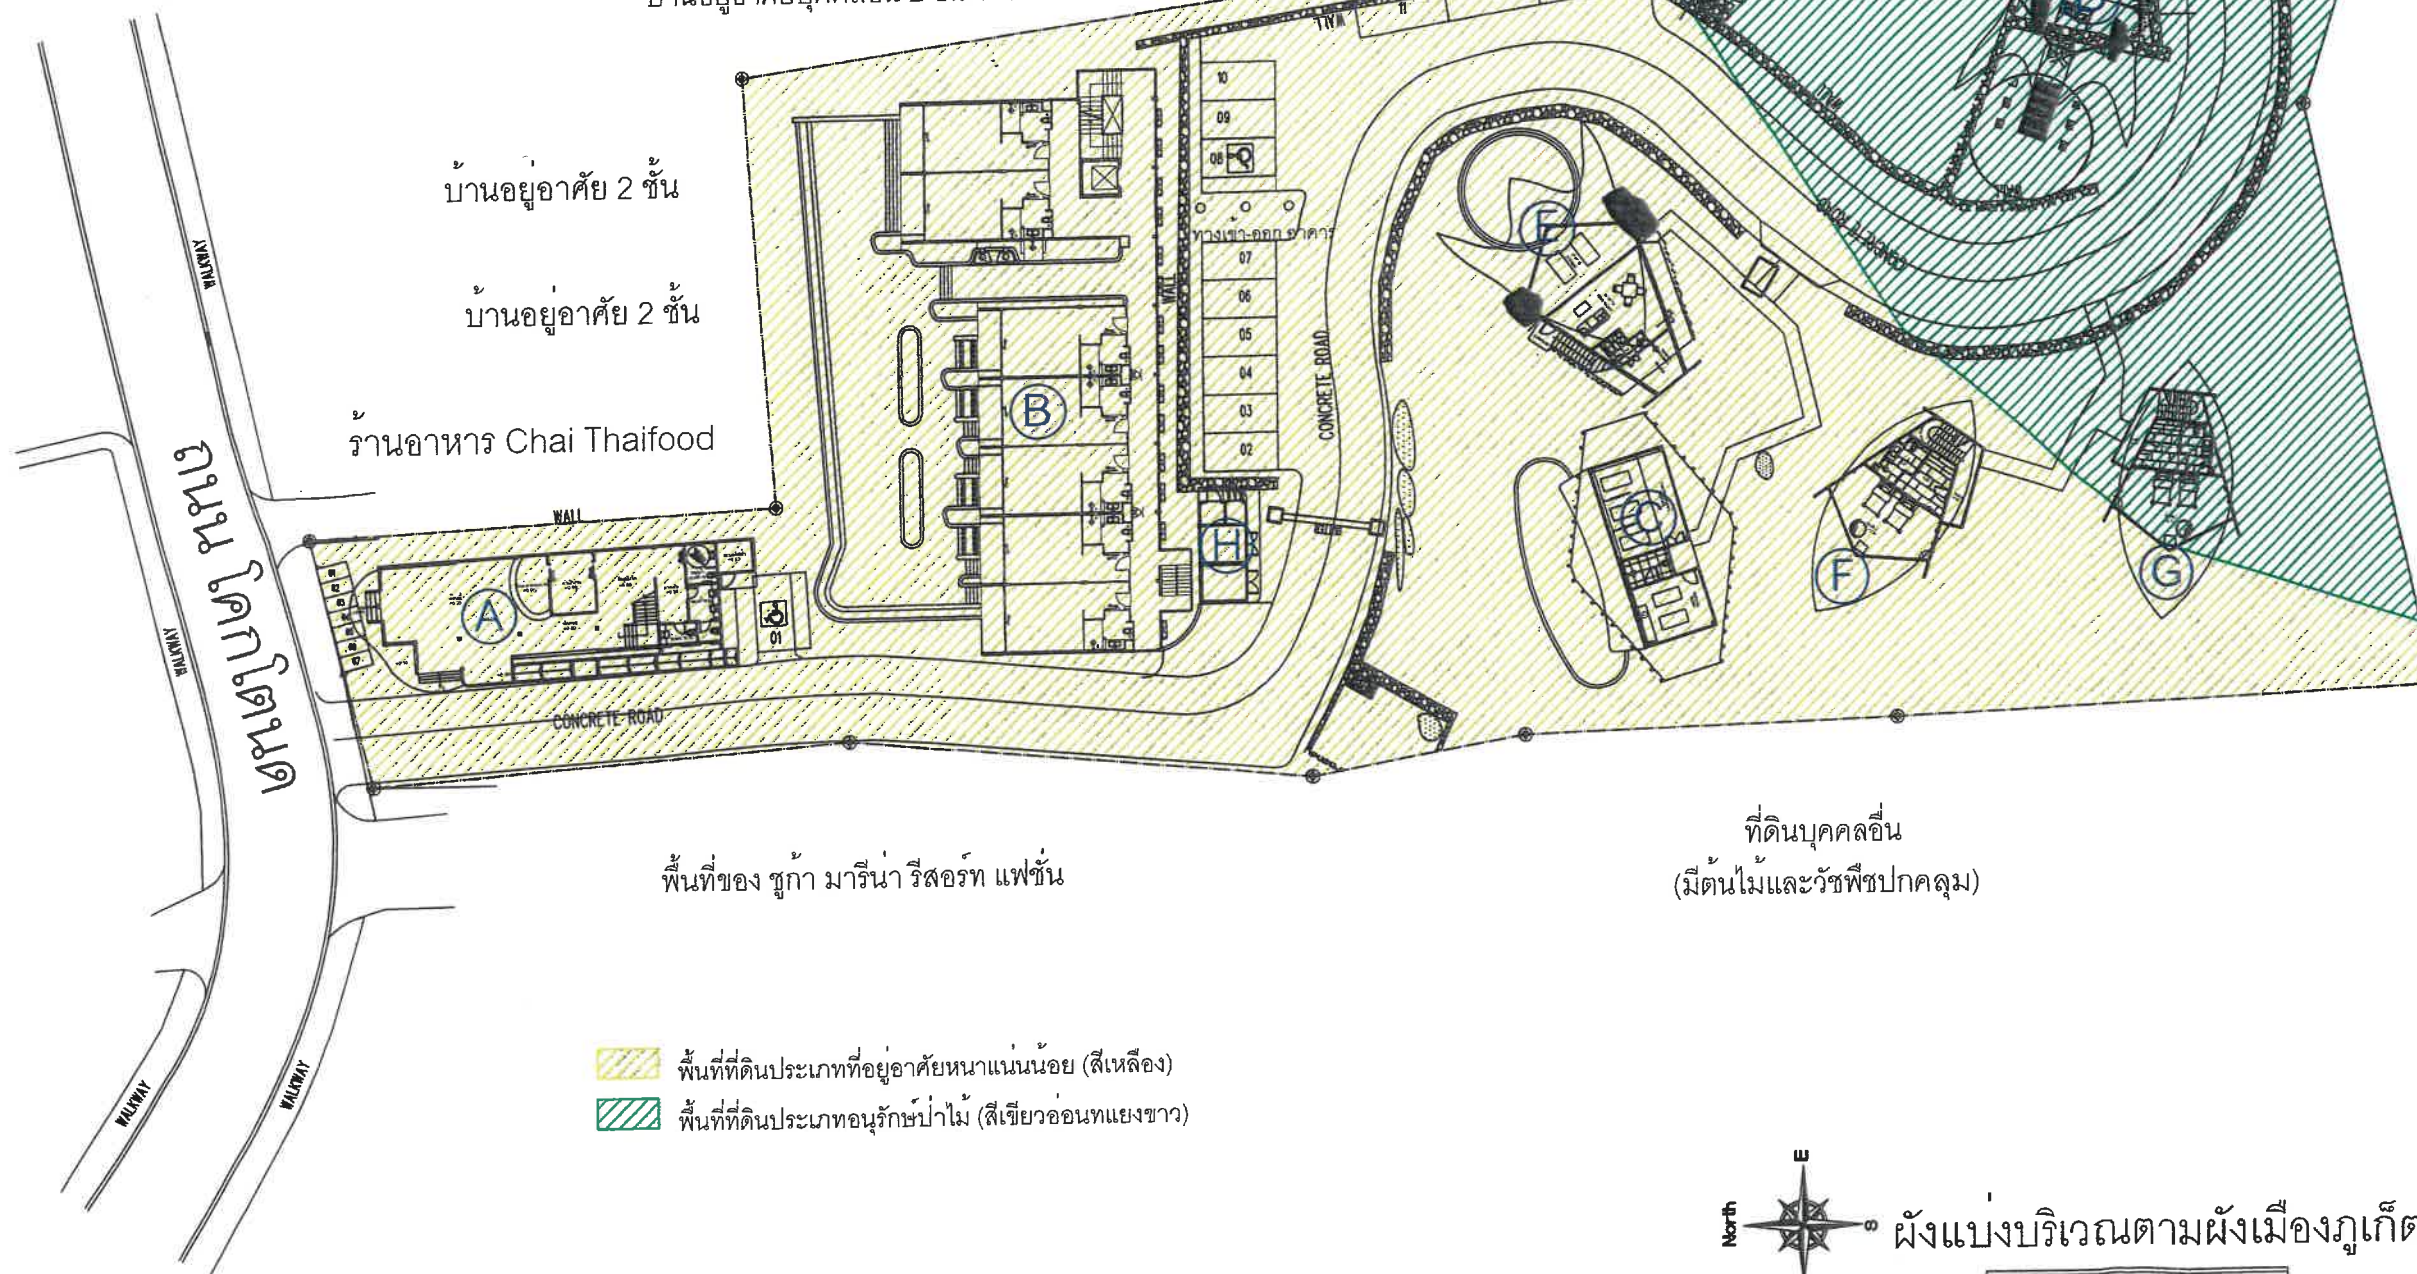 WALL
11
10
09
08
บ้านอยู่อาศัย 2 ชั้น
ทางเข้า-ออก อาคาร
E
WALL
CONCRETE ROAD
WALKWAY
07
06
05
04
03
02
WALL
CONCRETE ROAD
บ้านอยู่อาศัย 2 ชั้น
B
ร้านอาหาร Chai Thaifood
ถนน โคกโตนด
WALL
H
C
F
G
A
01
01
02
03
WALKWAY
CONCRETE ROAD
ที่ดินบุคคลอื่น
(มีต้นไม้และวัชพืชปกคลุม)
พื้นที่ของ ชูก้า มารีน่า รีสอร์ท แฟชั่น
พื้นที่ที่ดินประเภทที่อยู่อาศัยหนาแน่นน้อย (สีเหลือง)
พื้นที่ที่ดินประเภทอนุรักษ์ป่าไม้ (สีเขียวอ่อนทแยงขาว)
WALKWAY
WALKWAY
E
North
S
ผังแบ่งบริเวณตามผังเมืองภูเก็ต